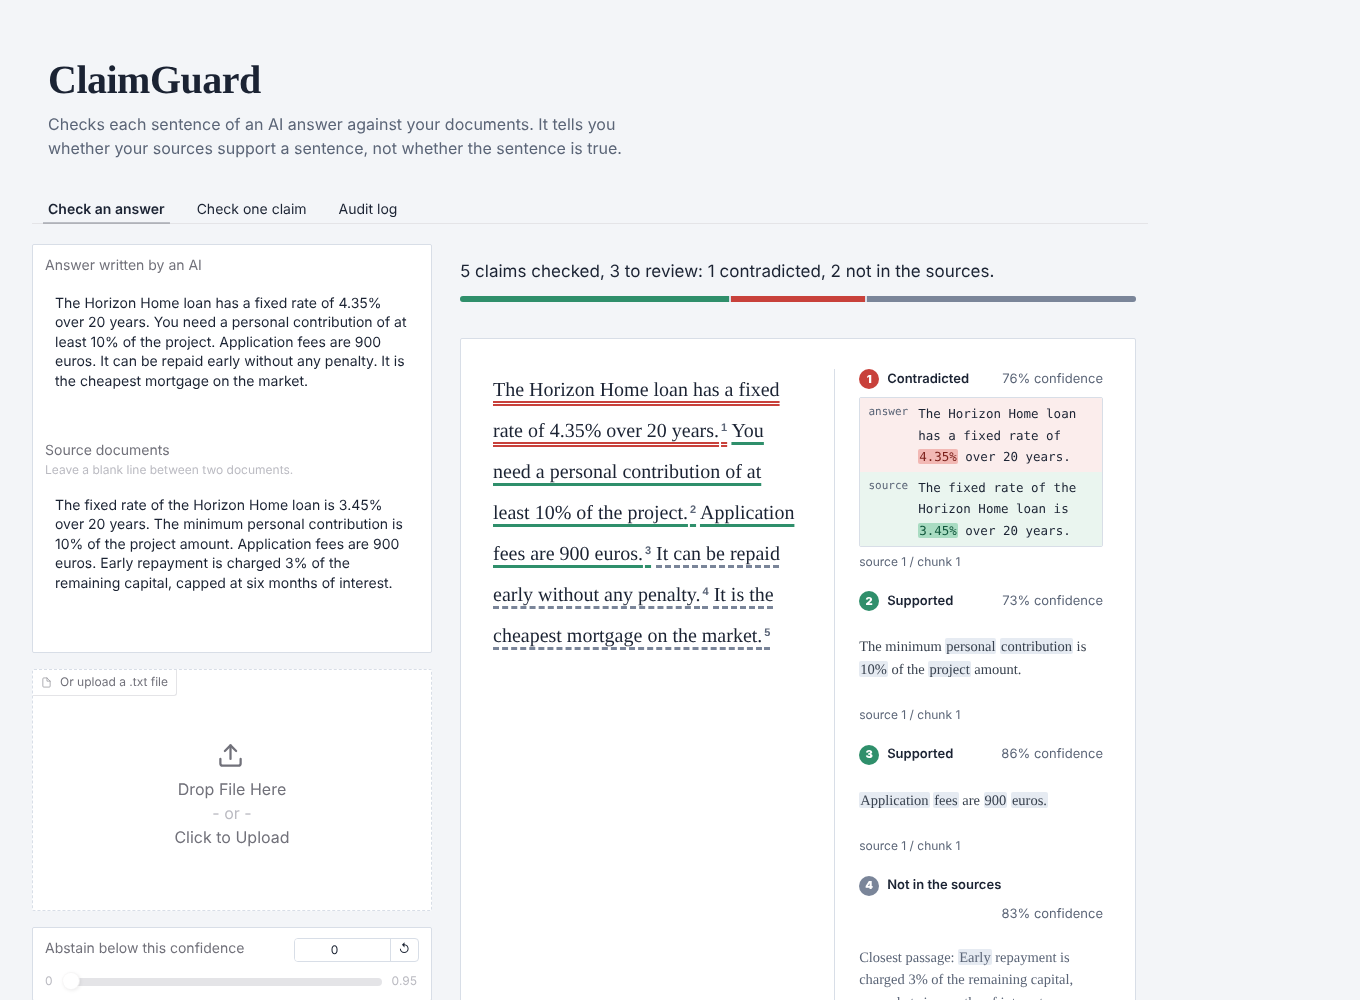 ClaimGuard
Checks each sentence of an AI answer against your documents. It tells you
whether your sources support a sentence, not whether the sentence is true.
Check an answer
Check one claim
Audit log
Answer written by an AI
The Horizon Home loan has a fixed rate of 4.35%
over 20 years. You need a personal contribution of at
least 10% of the project. Application fees are 900
euros. It can be repaid early without any penalty. It is
the cheapest mortgage on the market.
Source documents
Leave a blank line between two documents.
The fixed rate of the Horizon Home loan is 3.45%
over 20 years. The minimum personal contribution is
10% of the project amount. Application fees are 900
euros. Early repayment is charged 3% of the
remaining capital, capped at six months of interest.
Or upload a .txt file
Drop File Here
- or -
Click to Upload
Abstain below this confidence
0
0
0.95
5 claims checked, 3 to review: 1 contradicted, 2 not in the sources.
The Horizon Home loan has a fixed
rate of 4.35% over 20 years.1 You
need a personal contribution of at
least 10% of the project.2 Application
fees are 900 euros.3 It can be repaid
early without any penalty.4 It is the
cheapest mortgage on the market.5
1 Contradicted 76% confidence
answer The Horizon Home loan
has a fixed rate of
4.35% over 20 years.
source The fixed rate of the
Horizon Home loan is
3.45% over 20 years.
source 1 / chunk 1
2 Supported 73% confidence
The minimum personal contribution is
10% of the project amount.
source 1 / chunk 1
3 Supported 86% confidence
Application fees are 900 euros.
source 1 / chunk 1
4 Not in the sources
83% confidence
Closest passage: Early repayment is
charged 3% of the remaining capital,